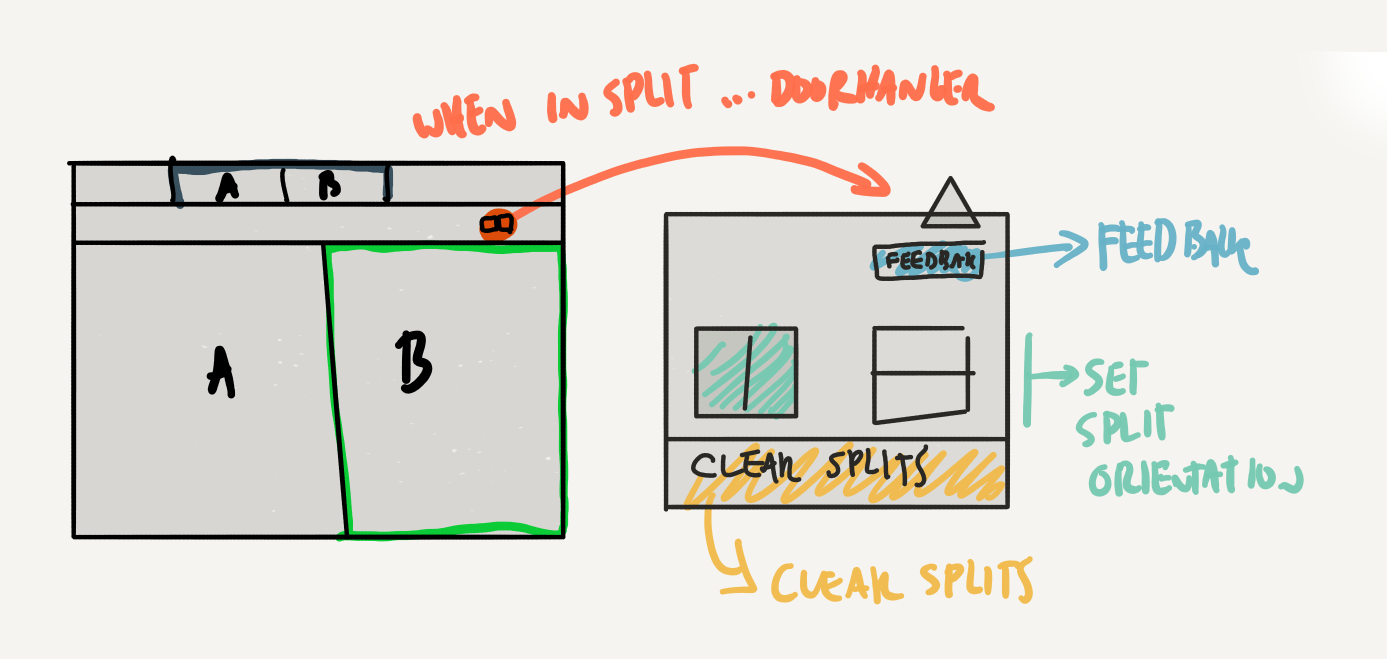 WHEN IN SPLIT ... DOORHANGER
A B
A B
FEEDBACK
FEEDBACK
SET
SPLIT
ORIENTATION
CLEAR SPLITS
CLEAR SPLITS